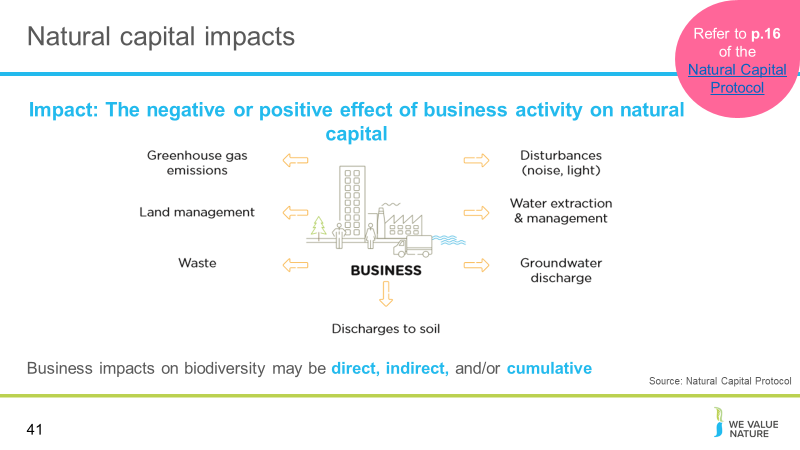 Natural capital impacts
Refer to p.16
of the
Natural Capital
Protocol
Impact: The negative or positive effect of business activity on natural
capital
Greenhouse gas
emissions
Disturbances
(noise, light)
Land management
Water extraction
& management
Waste
BUSINESS
Groundwater
discharge
Discharges to soil
Business impacts on biodiversity may be direct, indirect, and/or cumulative
Source: Natural Capital Protocol
41
WE VALUE
NATURE